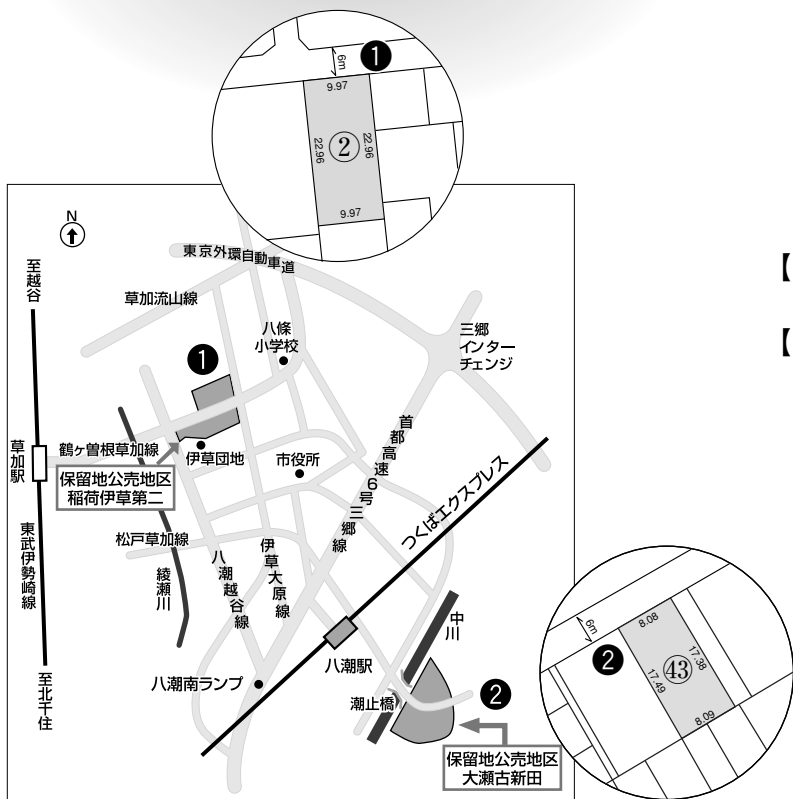 6m
❶
9.97
22.96
②
22.96
9.97
N
至越谷
東京外環自動車道
草加流山線
八條
小学校
三郷
インター
チェンジ
❶
草加駅
鶴ヶ曽根草加線
伊草団地
市役所
首都高速6号三郷線
保留地公売地区
稲荷伊草第二
つくばエクスプレス
東武伊勢崎線
松戸草加線
綾瀬川
八潮越谷線
伊草大原線
中川
八潮駅
至北千住
八潮南ランプ
潮止橋
❷
保留地公売地区
大瀬古新田
6m
8.08
❷
17.49
㊸
17.38
8.09
【
【